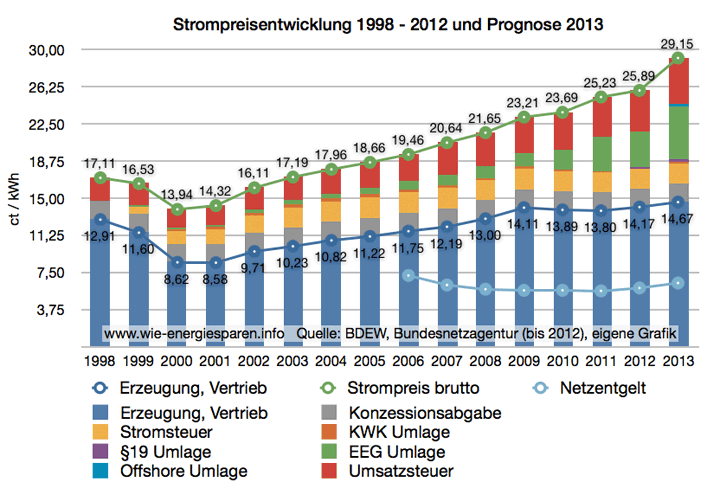 Strompreisentwicklung 1998 - 2012 und Prognose 2013
ct / kWh
30,00
26,25
22,50
18,75
15,00
11,25
7,50
3,75
17,11 16,53 13,94 14,32 16,11 17,19 17,96 18,66 19,46 20,64 21,65 23,21 23,69 25,23 25,89 29,15
12,91 11,60 8,62 8,58 9,71 10,23 10,82 11,22 11,75 12,19 13,00 14,11 13,89 13,80 14,17 14,67
www.wie-energiesparen.info Quelle: BDEW, Bundesnetzagentur (bis 2012), eigene Grafik
1998 1999 2000 2001 2002 2003 2004 2005 2006 2007 2008 2009 2010 2011 2012 2013
Erzeugung, Vertrieb Strompreis brutto Netzentgelt
Erzeugung, Vertrieb Konzessionsabgabe
Stromsteuer KWK Umlage
§19 Umlage EEG Umlage
Offshore Umlage Umsatzsteuer